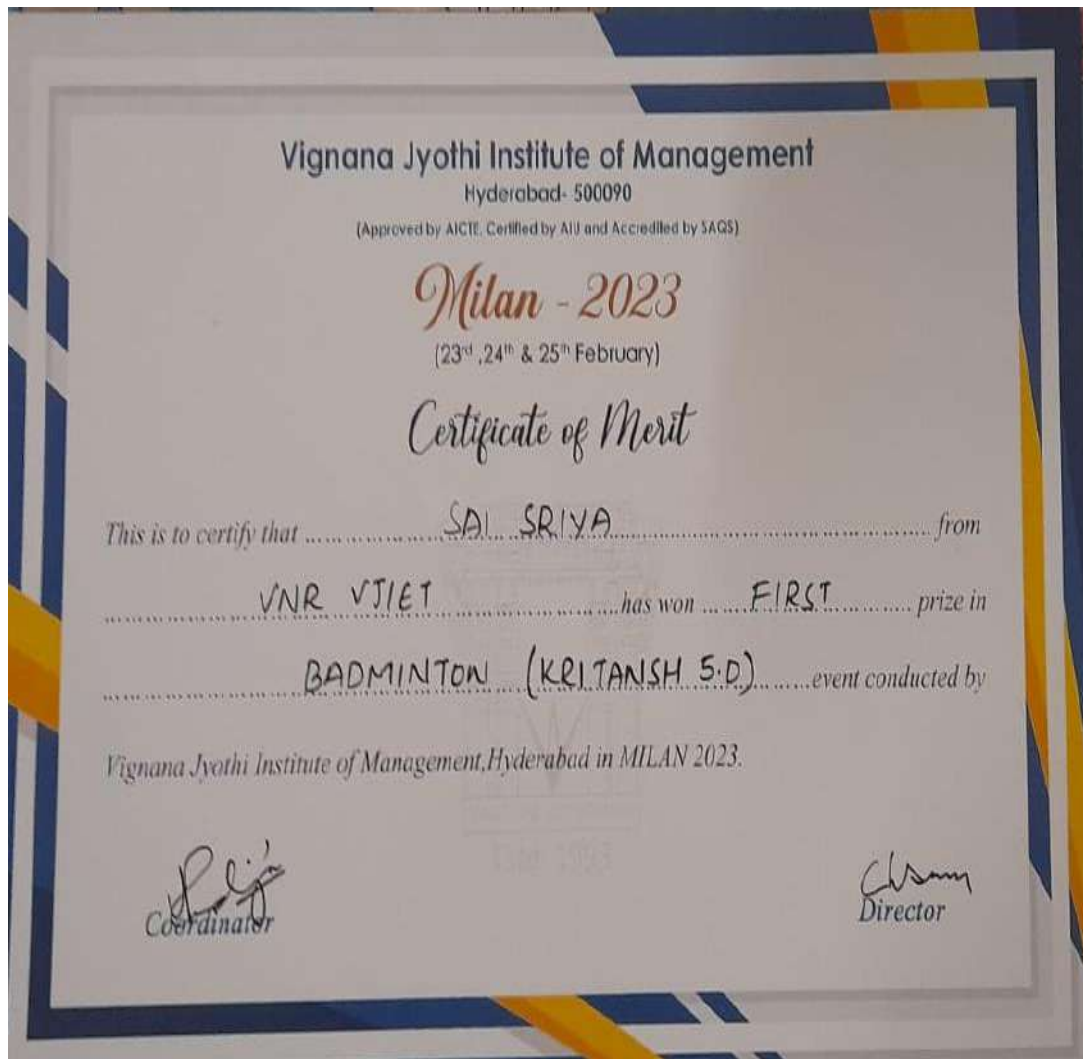 Vignana Jyothi Institute of Management
Hyderabad- 500090
(Approved by AICTE, Certified by AIU and Accredited by SAQS)
Milan - 2023
(23rd ,24th & 25th February)
Certificate of Merit
This is to certify that SAI SRIYA from
VNR VJIET has won FIRST prize in
BADMINTON (KRITANSH 5.0) event conducted by
Vignana Jyothi Institute of Management,Hyderabad in MILAN 2023.
Estd 1993
Coordinator Director